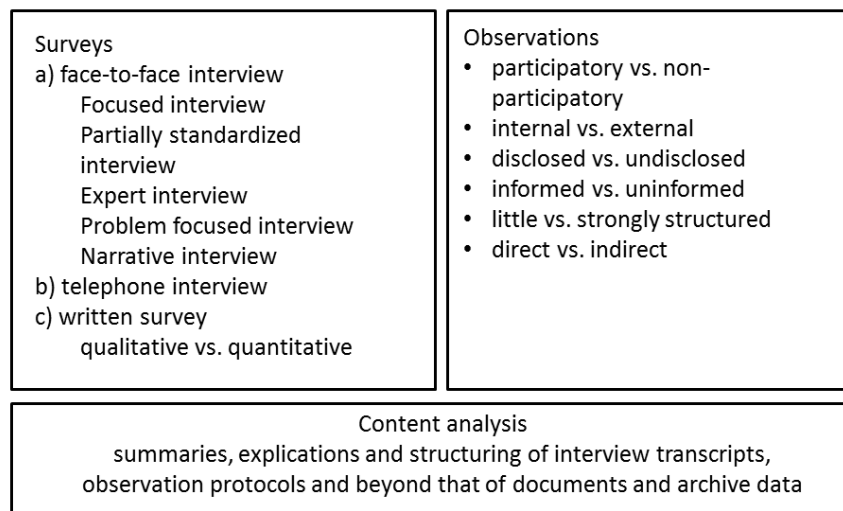 Surveys
a) face-to-face interview
Focused interview
Partially standardized
interview
Expert interview
Problem focused interview
Narrative interview
b) telephone interview
c) written survey
qualitative vs. quantitative
Observations
• participatory vs. non-
participatory
• internal vs. external
• disclosed vs. undisclosed
• informed vs. uninformed
• little vs. strongly structured
• direct vs. indirect
Content analysis
summaries, explications and structuring of interview transcripts,
observation protocols and beyond that of documents and archive data